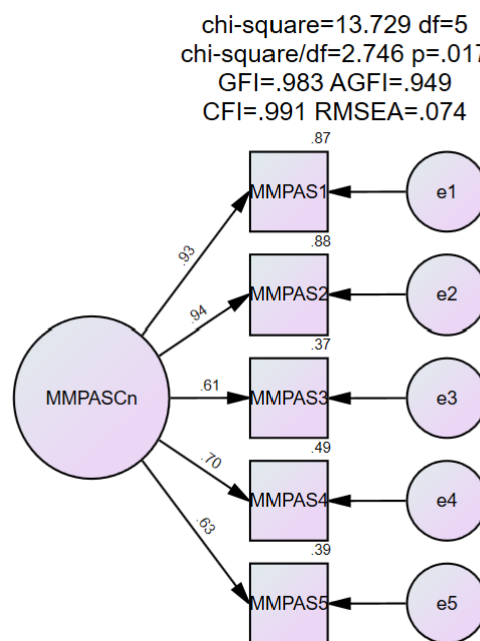 chi-square=13.729 df=5
chi-square/df=2.746 p=.017
GFI=.983 AGFI=.949
CFI=.991 RMSEA=.074
.87
MMPAS1
e1
.93
.88
MMPAS2
e2
.94
.37
MMPASCn
.61
MMPAS3
e3
.49
.70
MMPAS4
e4
.63
.39
MMPAS5
e5